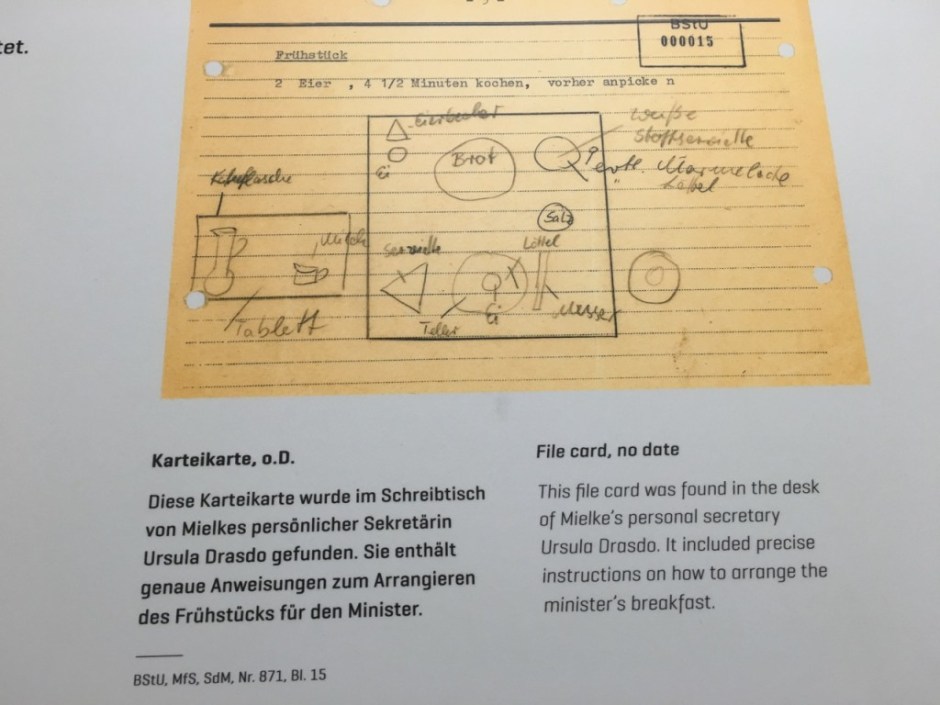 tet.
BStU
000015
Frühstück
2 Eier , 4 1/2 Minuten kochen, vorher anpicke n
Eierbecher
weiße
Stoffserviette
Brot
Ei
evtl. Marmelade
Löffel
Salz
Milch
Serviette
Löffel
Ei
Messer
Teller
Tablett
Karteikarte, o.D.
Diese Karteikarte wurde im Schreibtisch
von Mielkes persönlicher Sekretärin
Ursula Drasdo gefunden. Sie enthält
genaue Anweisungen zum Arrangieren
des Frühstücks für den Minister.
BStU, MfS, SdM, Nr. 871, Bl. 15
File card, no date
This file card was found in the desk
of Mielke's personal secretary
Ursula Drasdo. It included precise
instructions on how to arrange the
minister's breakfast.